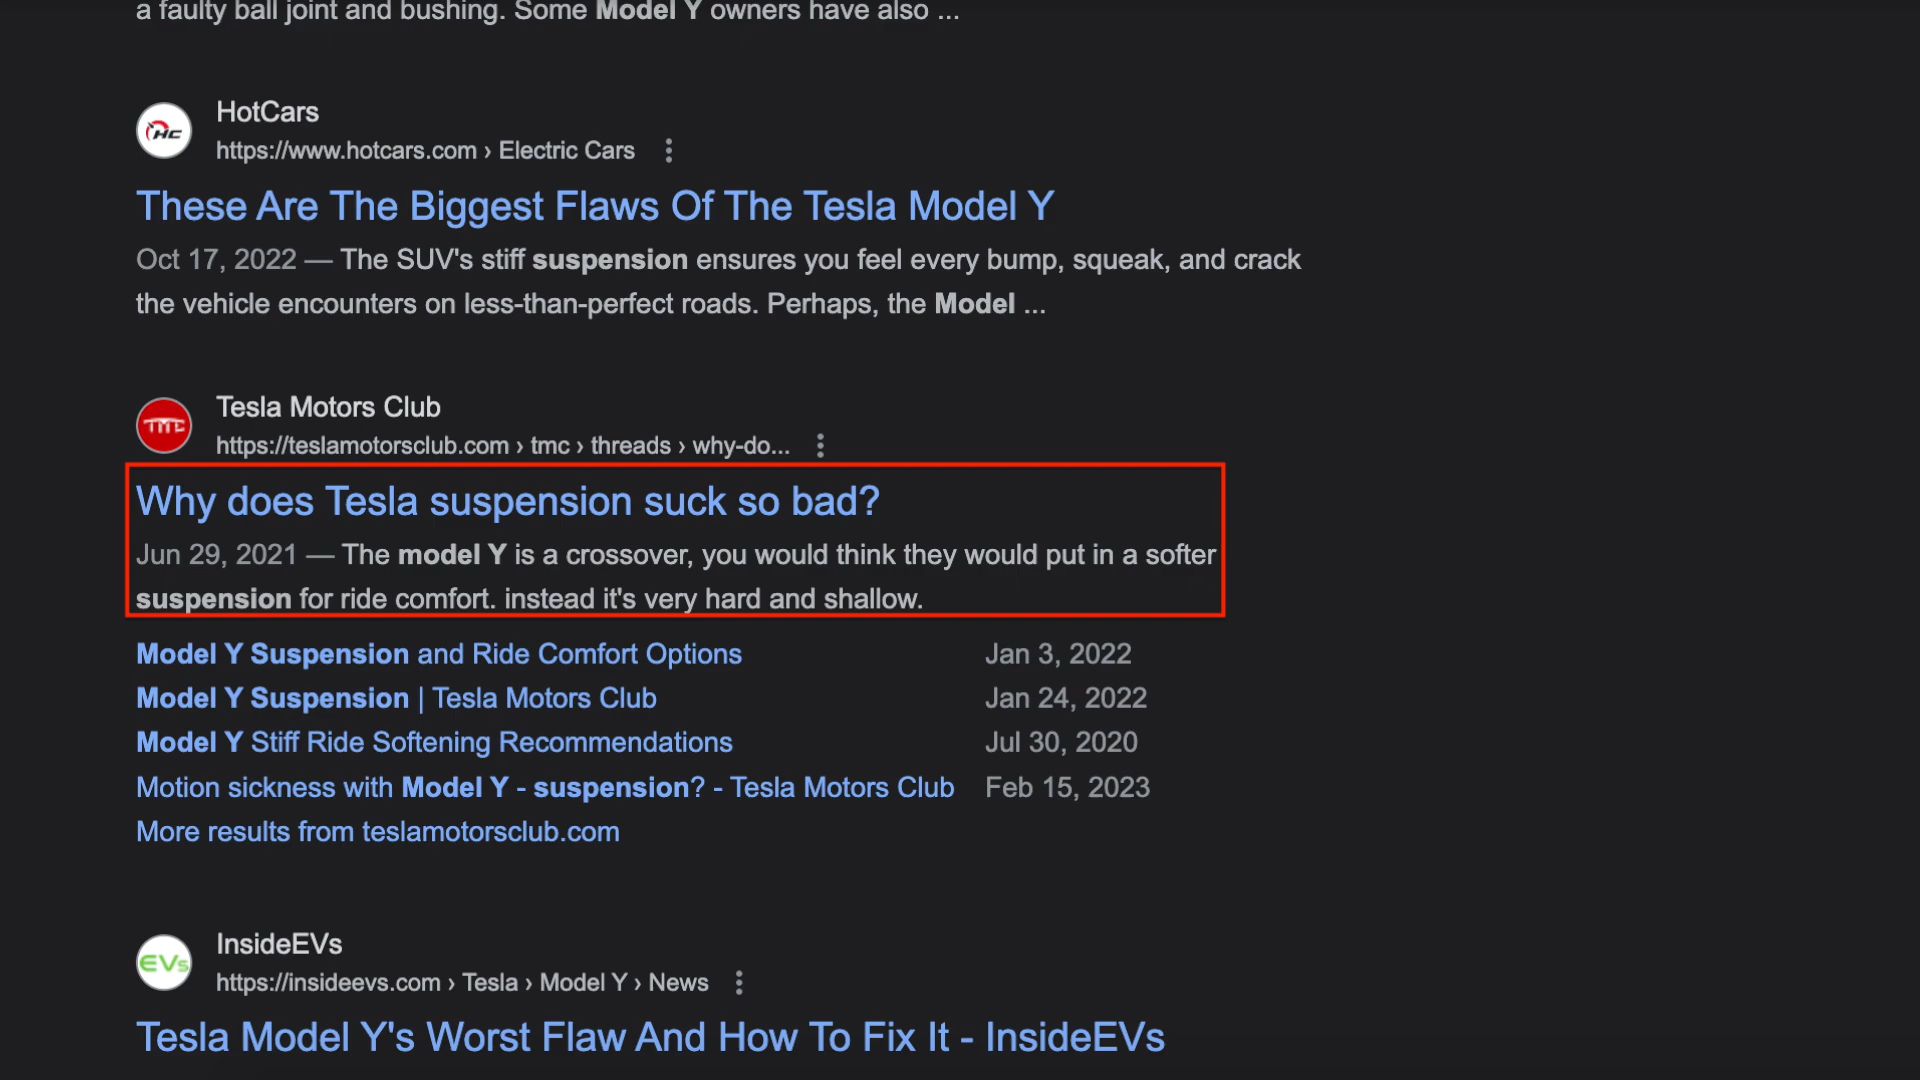 a faulty ball joint and bushing. Some Model Y owners have also ...
HC
HotCars
https://www.hotcars.com › Electric Cars
These Are The Biggest Flaws Of The Tesla Model Y
Oct 17, 2022 — The SUV's stiff suspension ensures you feel every bump, squeak, and crack
the vehicle encounters on less-than-perfect roads. Perhaps, the Model ...
TMC
Tesla Motors Club
https://teslamotorsclub.com › tmc › threads › why-do...
Why does Tesla suspension suck so bad?
Jun 29, 2021 — The model Y is a crossover, you would think they would put in a softer
suspension for ride comfort. instead it's very hard and shallow.
Model Y Suspension and Ride Comfort Options Jan 3, 2022
Model Y Suspension | Tesla Motors Club Jan 24, 2022
Model Y Stiff Ride Softening Recommendations Jul 30, 2020
Motion sickness with Model Y - suspension? - Tesla Motors Club Feb 15, 2023
More results from teslamotorsclub.com
EVs
InsideEVs
https://insideevs.com › Tesla › Model Y › News
Tesla Model Y's Worst Flaw And How To Fix It - InsideEVs